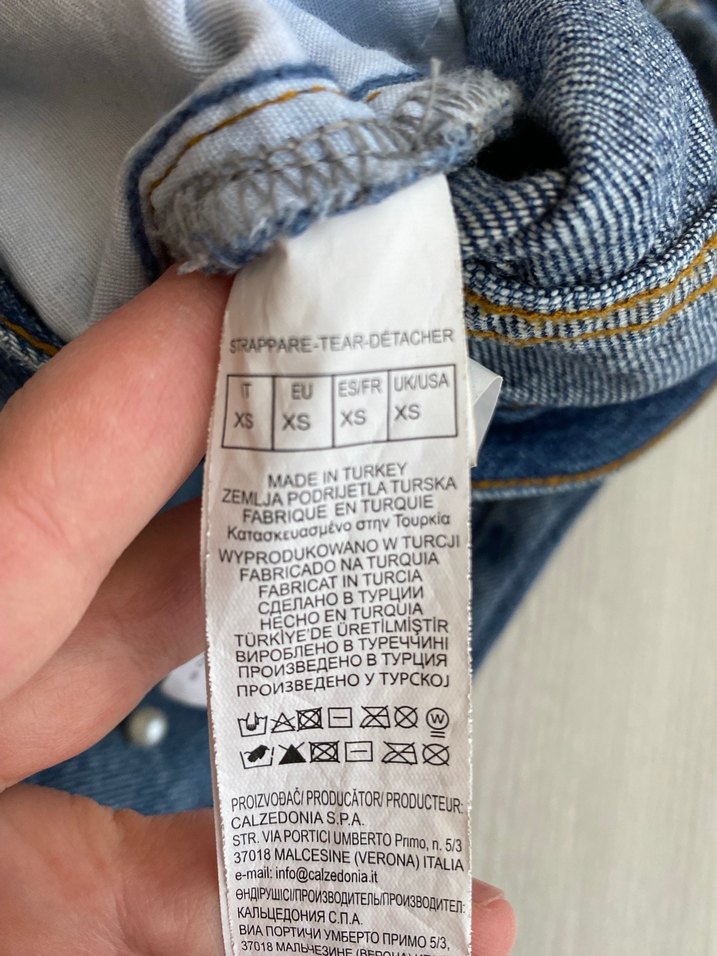 STRAPPARE-TEAR-DÉTACHER
IT EU ES/FR UK/USA
XS XS XS XS
MADE IN TURKEY
ZEMLJA PODRIJETLA TURSKA
FABRIQUE EN TURQUIE
Κατασκευασμένο στην Τουρκία
WYPRODUKOWANO W TURCJI
FABRICADO NA TURQUIA
FABRICAT IN TURCIA
СДЕЛАНО В ТУРЦИИ
HECHO EN TURQUIA
TÜRKİYE'DE ÜRETİLMİŞTİR
ВИРОБЛЕНО В ТУРЕЧЧИНІ
ПРОИЗВЕДЕНО В ТУРЦИЯ
ПРОИЗВЕДЕНО У ТУРСКОЈ
W
PROIZVOĐAČ/ PRODUCĂTOR/ PRODUCTEUR:
CALZEDONIA S.P.A.
STR. VIA PORTICI UMBERTO Primo, n. 5/3
37018 MALCESINE (VERONA) ITALIA
e-mail: info@calzedonia.it
ӨНДІРУШІСІ/ПРОИЗВОДИТЕЛЬ/ПРОИЗВОДИТЕЛ:
КАЛЬЦЕДОНИЯ С.П.А.
ВИА ПОРТИЧИ УМБЕРТО ПРИМО 5/3,
37018 МАЛЬЧЕЗИНЕ